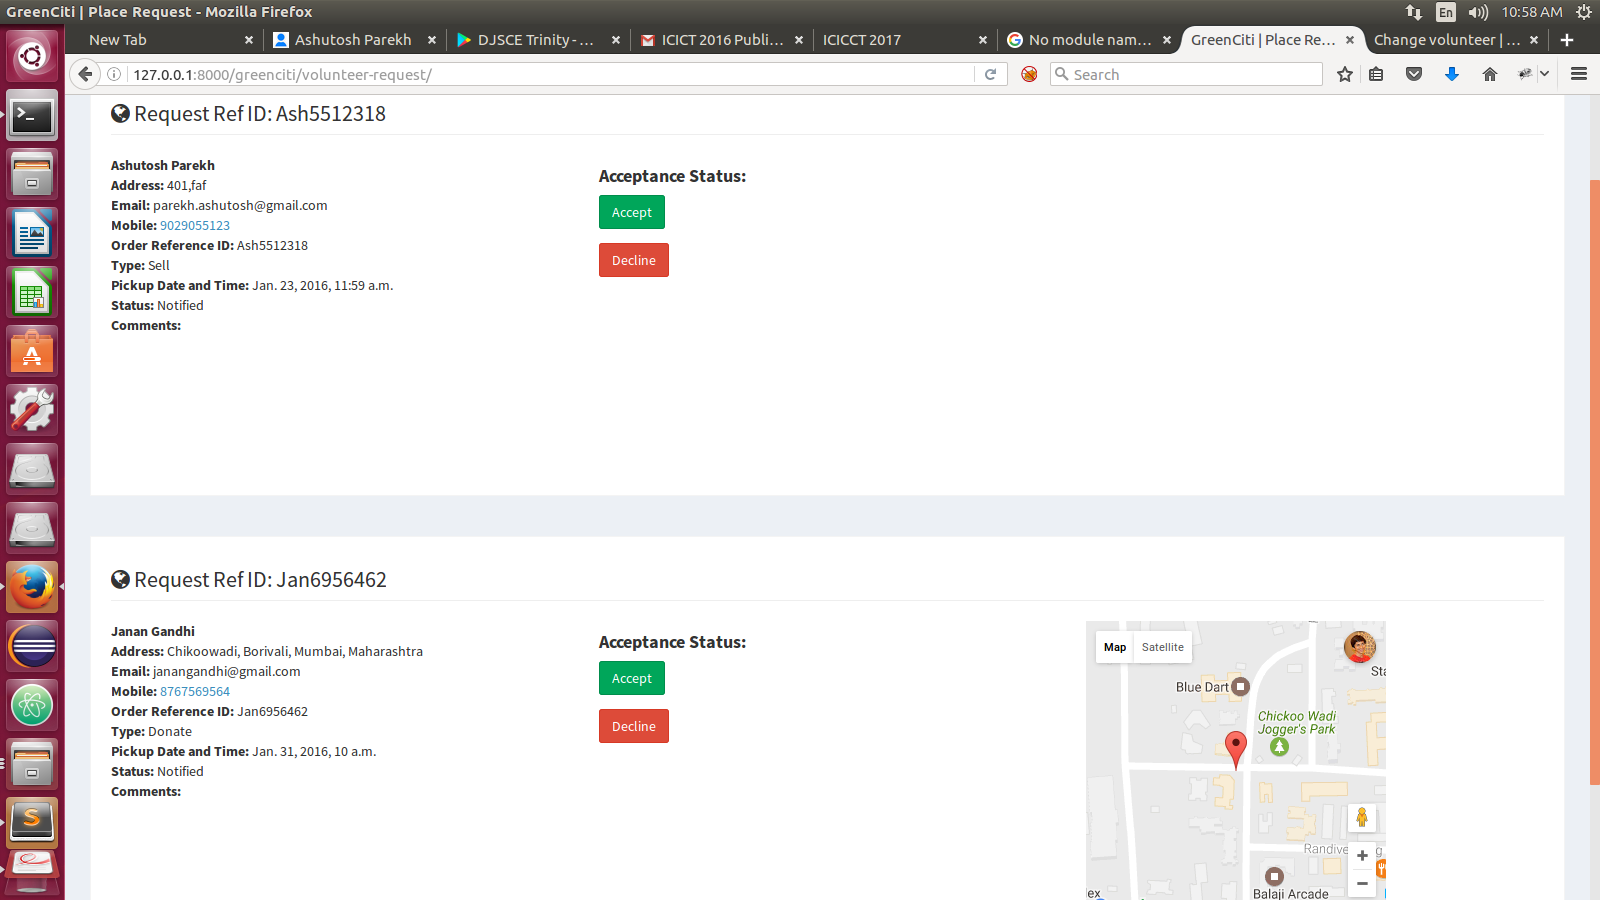 GreenCiti | Place Request - Mozilla Firefox
En
10:58 AM
New Tab
Ashutosh Parekh
DJSCE Trinity - ...
ICICT 2016 Publi...
ICICCT 2017
No module nam...
GreenCiti | Place Re...
Change volunteer | ...
127.0.0.1:8000/greenciti/volunteer-request/
Search
Request Ref ID: Ash5512318
Ashutosh Parekh
Address: 401,faf
Email: parekh.ashutosh@gmail.com
Mobile: 9029055123
Order Reference ID: Ash5512318
Type: Sell
Pickup Date and Time: Jan. 23, 2016, 11:59 a.m.
Status: Notified
Comments:
Acceptance Status:
Accept
Decline
Request Ref ID: Jan6956462
Janan Gandhi
Address: Chikoowadi, Borivali, Mumbai, Maharashtra
Email: janangandhi@gmail.com
Mobile: 8767569564
Order Reference ID: Jan6956462
Type: Donate
Pickup Date and Time: Jan. 31, 2016, 10 a.m.
Status: Notified
Comments:
Acceptance Status:
Accept
Decline
Map
Satellite
Sta
Blue Dart
Chickoo Wadi
Jogger's Park
Randive
g
Balaji Arcade
ex